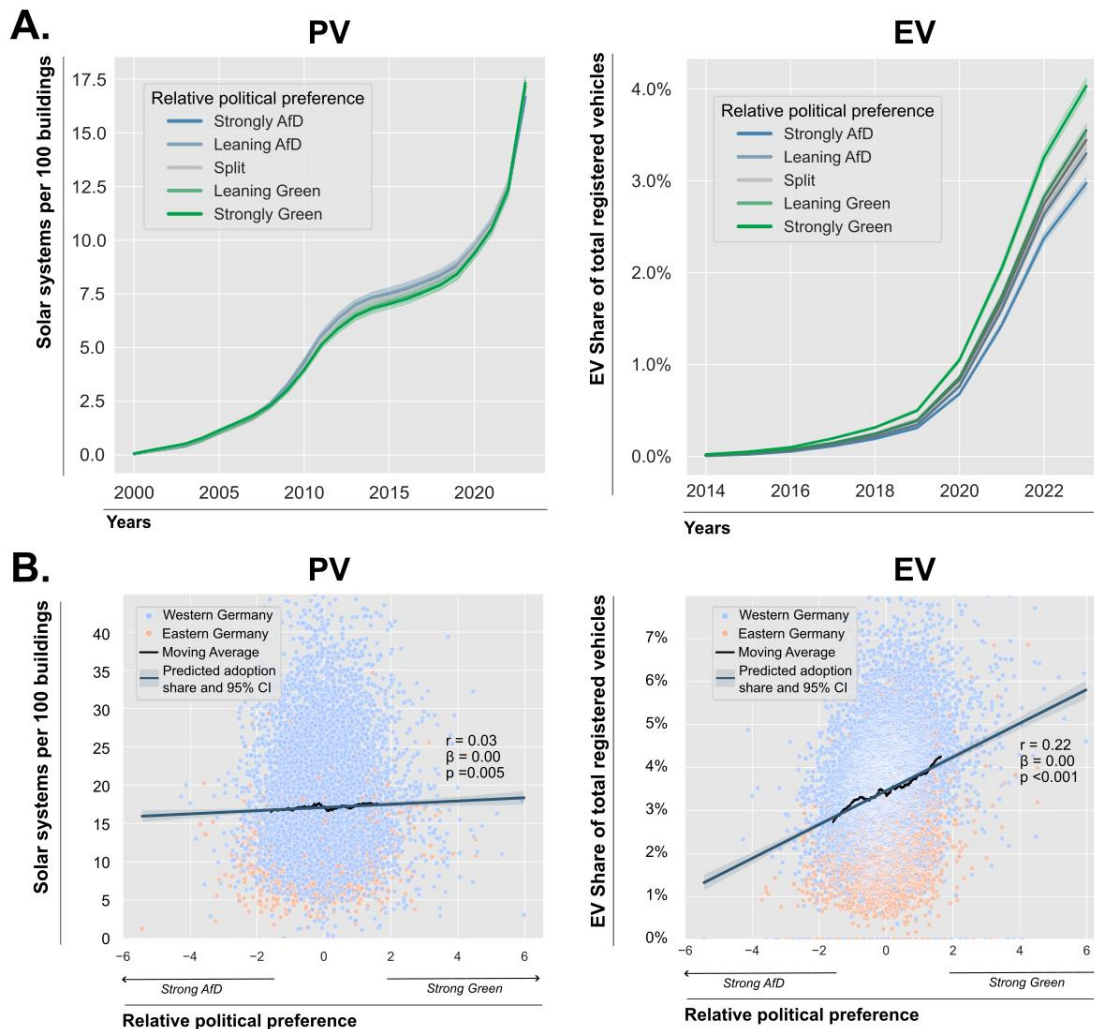 A.
PV
Solar systems per 100 buildings
17.5
15.0
12.5
10.0
7.5
5.0
2.5
0.0
Relative political preference
Strongly AfD
Leaning AfD
Split
Leaning Green
Strongly Green
2000 2005 2010 2015 2020
Years
EV
EV Share of total registered vehicles
4.0%
3.0%
2.0%
1.0%
0.0%
Relative political preference
Strongly AfD
Leaning AfD
Split
Leaning Green
Strongly Green
2014 2016 2018 2020 2022
Years
B.
PV
Solar systems per 100 buildings
40
35
30
25
20
15
10
5
0
Western Germany
Eastern Germany
Moving Average
Predicted adoption
share and 95% CI
r = 0.03
β = 0.00
p =0.005
−6 −4 −2 0 2 4 6
Strong AfD
Strong Green
Relative political preference
EV
EV Share of total registered vehicles
7%
6%
5%
4%
3%
2%
1%
0%
Western Germany
Eastern Germany
Moving Average
Predicted adoption
share and 95% CI
r = 0.22
β = 0.00
p <0.001
−6 −4 −2 0 2 4 6
Strong AfD
Strong Green
Relative political preference